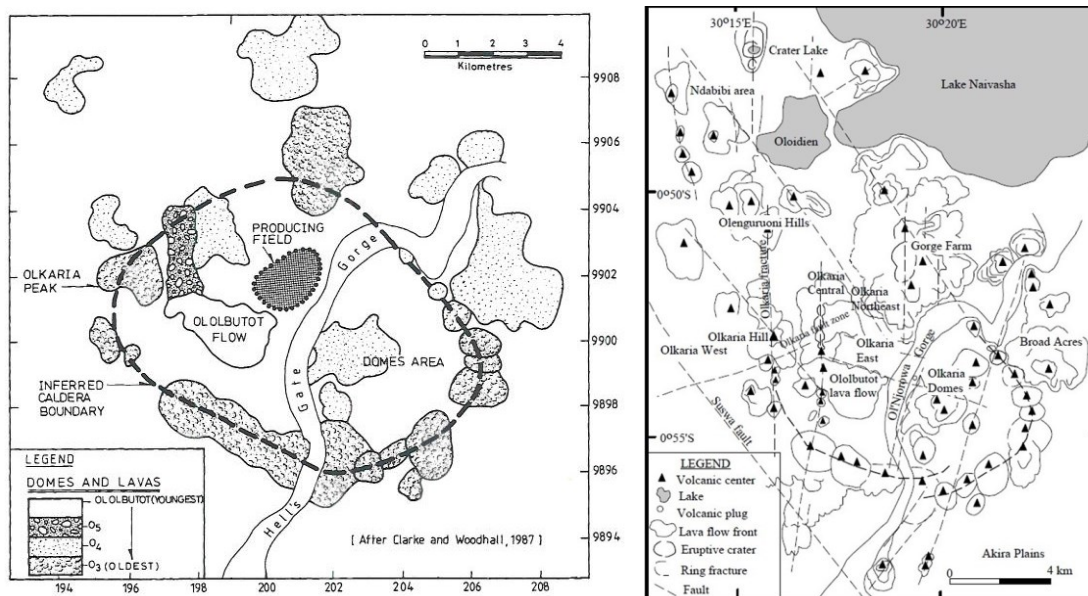 0 1 2 3 4
Kilometres
9908
9906
9904
9902
9900
9898
9896
9894
PRODUCING
FIELD
OLKARIA
PEAK
OLOLBUTOT
FLOW
DOMES AREA
INFERRED
CALDERA
BOUNDARY
Hell's Gate Gorge
LEGEND
DOMES AND LAVAS
OLOLBUTOT (YOUNGEST)
O5
O4
O3 (OLDEST)
[ After Clarke and Woodhall, 1987 ]
194 196 198 200 202 204 206 208
30°15'E 30°20'E
Crater Lake
Lake Naivasha
Ndabibi area
Oloidien
0°50'S
Olenguruoni Hills
Gorge Farm
Olkaria fracture
Olkaria
Central
Olkaria
Northeast
Olkaria fault zone
Olkaria Hill
Olkaria West
Olkaria
East
Ol'Njorowa Gorge
Broad Acres
Olkaria
Domes
Ololbutot
lava flow
Suswa fault
0°55'S
LEGEND
Volcanic center
Lake
Volcanic plug
Lava flow front
Eruptive crater
Ring fracture
Fault
Akira Plains
0 4 km